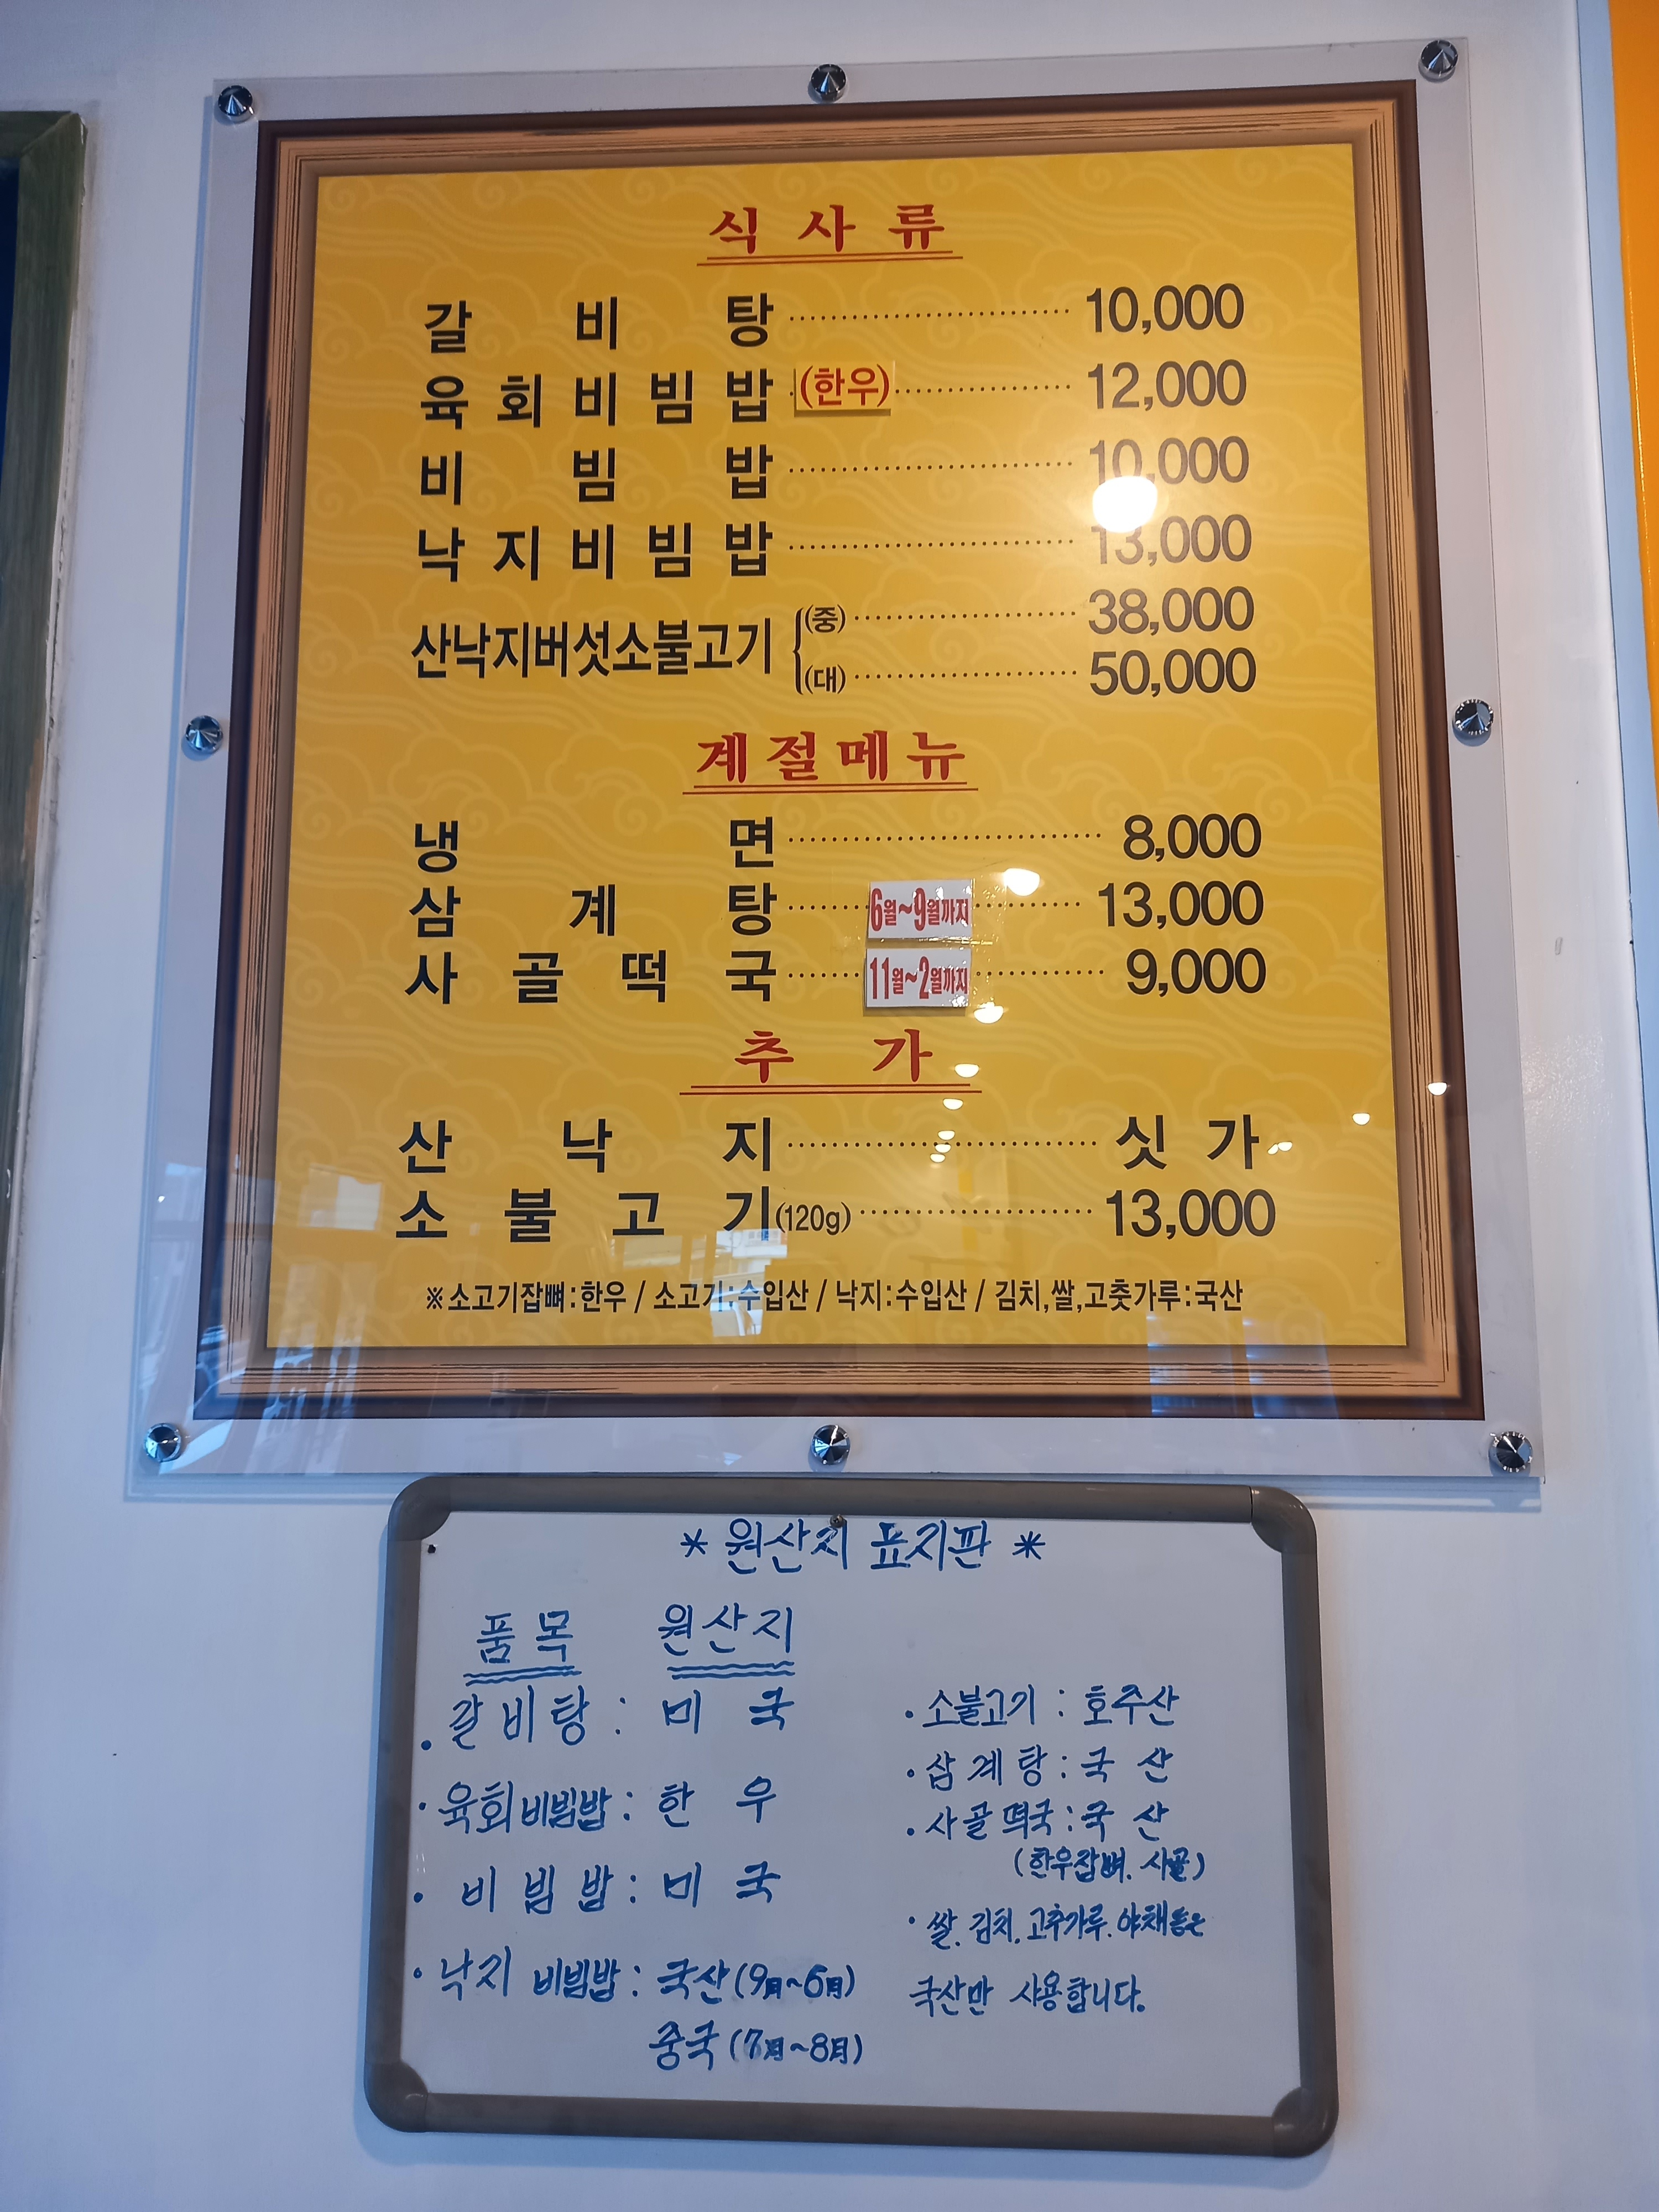 식사류
갈비탕 10,000
육회비빔밥 (한우) 12,000
비빔밥 10,000
낙지비빔밥 13,000
산낙지버섯소불고기 (중) 38,000
(대) 50,000
계절메뉴
냉면 8,000
삼계탕 6월~9월까지 13,000
사골떡국 11월~2월까지 9,000
추가
산낙지 싯가
소불고기(120g) 13,000
※소고기잡뼈:한우 / 소고기:수입산 / 낙지:수입산 / 김치,쌀,고춧가루:국산
* 원산지 표지판 *
품목 원산지
· 갈비탕 : 미국
· 육회비빔밥 : 한우
· 비빔밥 : 미국
· 낙지 비빔밥 : 국산(9月~6月)
중국(7月~8月)
· 소불고기 : 호주산
· 삼계탕 : 국산
· 사골떡국 : 국산
(한우잡뼈, 사골)
· 쌀, 김치, 고추가루, 야채등은
국산만 사용합니다.